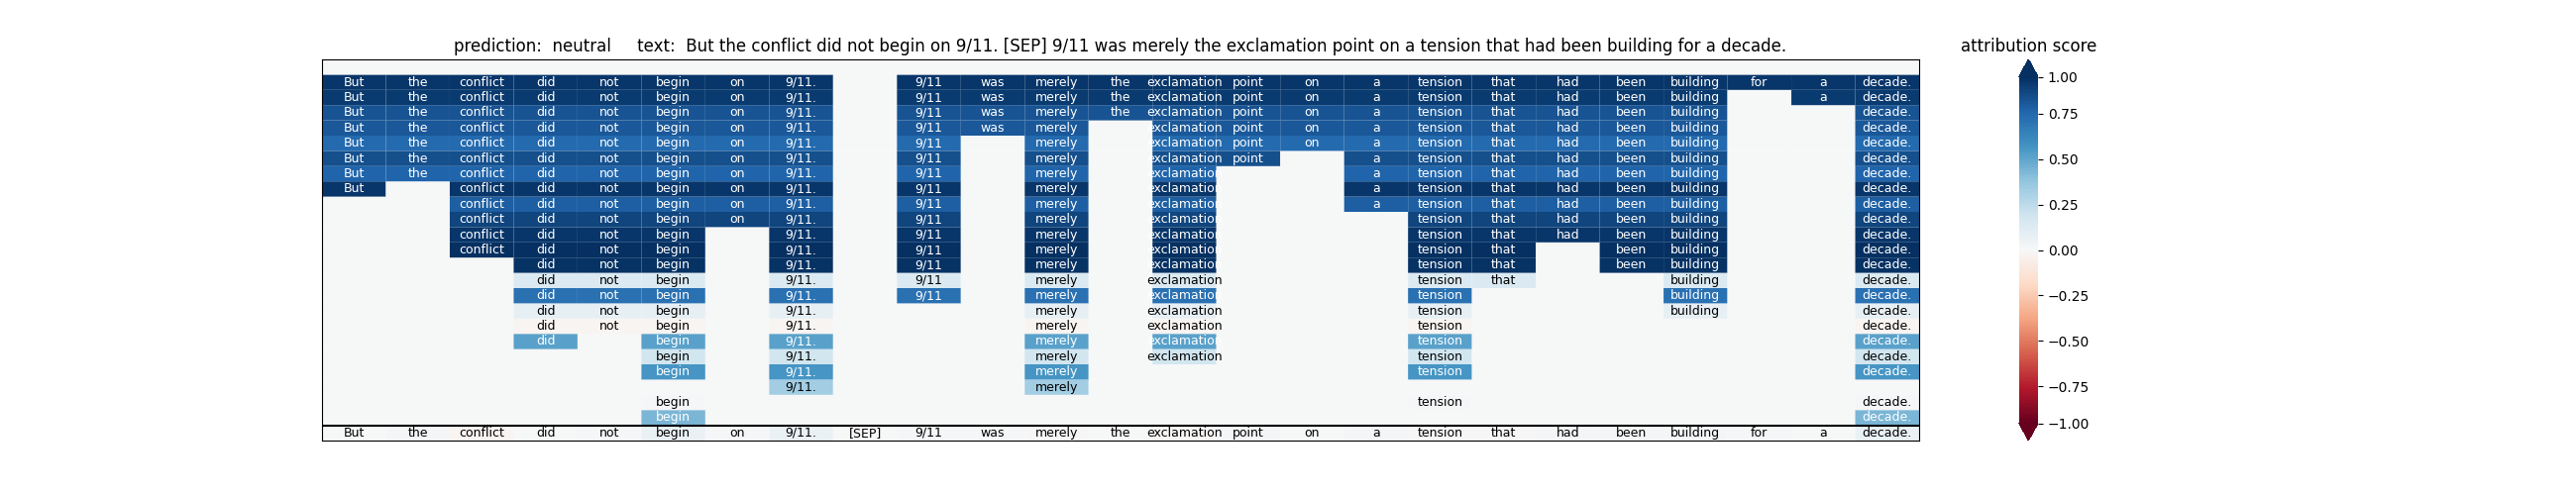 prediction: neutral text: But the conflict did not begin on 9/11. [SEP] 9/11 was merely the exclamation point on a tension that had been building for a decade. attribution score
But the conflict did not begin on 9/11. 9/11 was merely the exclamation point on a tension that had been building for a decade. 1.00
But the conflict did not begin on 9/11. 9/11 was merely the exclamation point on a tension that had been building a decade.
But the conflict did not begin on 9/11. 9/11 was merely the exclamation point on a tension that had been building decade. 0.75
But the conflict did not begin on 9/11. 9/11 was merely exclamation point on a tension that had been building decade.
But the conflict did not begin on 9/11. 9/11 merely exclamation point on a tension that had been building decade.
But the conflict did not begin on 9/11. 9/11 merely exclamation point a tension that had been building decade. 0.50
But the conflict did not begin on 9/11. 9/11 merely exclamation a tension that had been building decade.
But conflict did not begin on 9/11. 9/11 merely exclamation a tension that had been building decade.
conflict did not begin on 9/11. 9/11 merely exclamation a tension that had been building decade. 0.25
conflict did not begin on 9/11. 9/11 merely exclamation tension that had been building decade.
conflict did not begin 9/11. 9/11 merely exclamation tension that had been building decade.
conflict did not begin 9/11. 9/11 merely exclamation tension that been building decade. 0.00
did not begin 9/11. 9/11 merely exclamation tension that been building decade.
did not begin 9/11. 9/11 merely exclamation tension that building decade.
did not begin 9/11. 9/11 merely exclamation tension building decade. −0.25
did not begin 9/11. merely exclamation tension building decade.
did not begin 9/11. merely exclamation tension decade.
did begin 9/11. merely exclamation tension decade. −0.50
begin 9/11. merely exclamation tension decade.
begin 9/11. merely tension decade.
9/11. merely −0.75
begin tension decade.
begin decade.
But the conflict did not begin on 9/11. [SEP] 9/11 was merely the exclamation point on a tension that had been building for a decade. −1.00